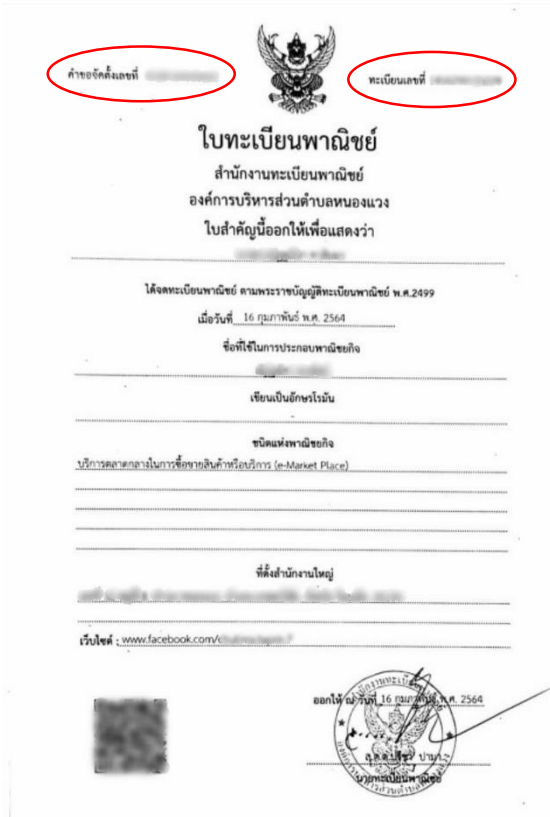 คำขอจัดตั้งเลขที่
ทะเบียนเลขที่
ใบทะเบียนพาณิชย์
สำนักงานทะเบียนพาณิชย์
องค์การบริหารส่วนตำบลหนองแวง
ใบสำคัญนี้ออกให้เพื่อแสดงว่า
ได้จดทะเบียนพาณิชย์ ตามพระราชบัญญัติทะเบียนพาณิชย์ พ.ศ.2499
เมื่อวันที่ 16 กุมภาพันธ์ พ.ศ. 2564
ชื่อที่ใช้ในการประกอบพาณิชยกิจ
เขียนเป็นอักษรโรมัน
ชนิดแห่งพาณิชยกิจ
บริการตลาดกลางในการซื้อขายสินค้าหรือบริการ (e-Market Place)
ที่ตั้งสำนักงานใหญ่
เว็บไซต์ : www.facebook.com/
ออกให้ ณ วันที่ 16 กุมภาพันธ์ พ.ศ. 2564
นายทะเบียนพาณิชย์